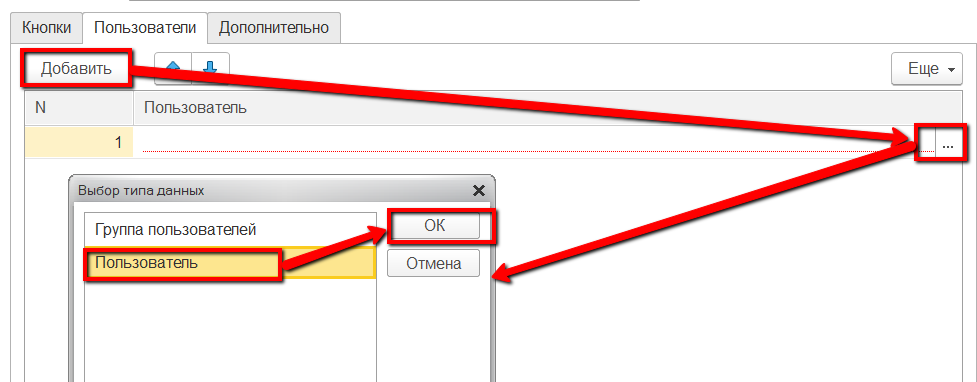 Кнопки Пользователи Дополнительно
Добавить Еще
N Пользователь
1 ...
Выбор типа данных
Группа пользователей ОК
Пользователь Отмена